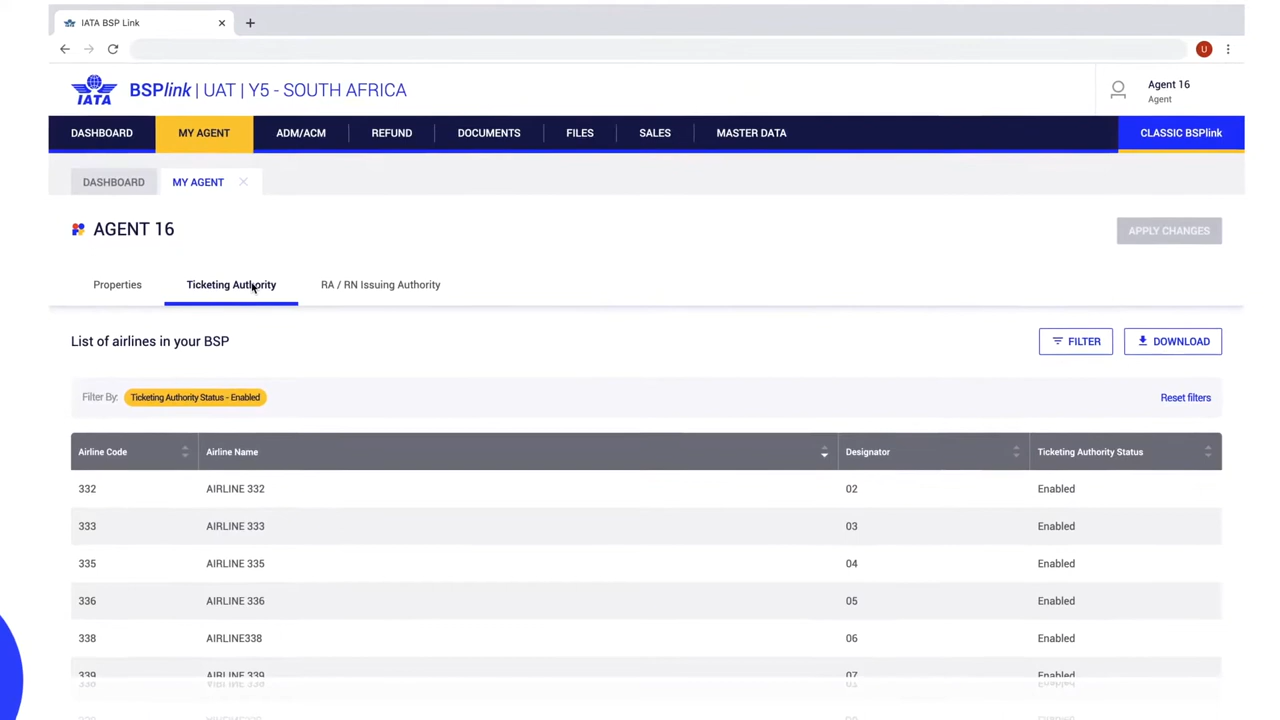 IATA BSP Link
U
IATA
BSPlink | UAT | Y5 - SOUTH AFRICA
Agent 16
Agent
DASHBOARD MY AGENT ADM/ACM REFUND DOCUMENTS FILES SALES MASTER DATA CLASSIC BSPlink
DASHBOARD MY AGENT
AGENT 16
APPLY CHANGES
Properties Ticketing Authority RA / RN Issuing Authority
List of airlines in your BSP
FILTER DOWNLOAD
Filter By: Ticketing Authority Status - Enabled Reset filters
Airline Code Airline Name Designator Ticketing Authority Status
332 AIRLINE 332 02 Enabled
333 AIRLINE 333 03 Enabled
335 AIRLINE 335 04 Enabled
336 AIRLINE 336 05 Enabled
338 AIRLINE338 06 Enabled
339 AIRLINE 339 07 Enabled